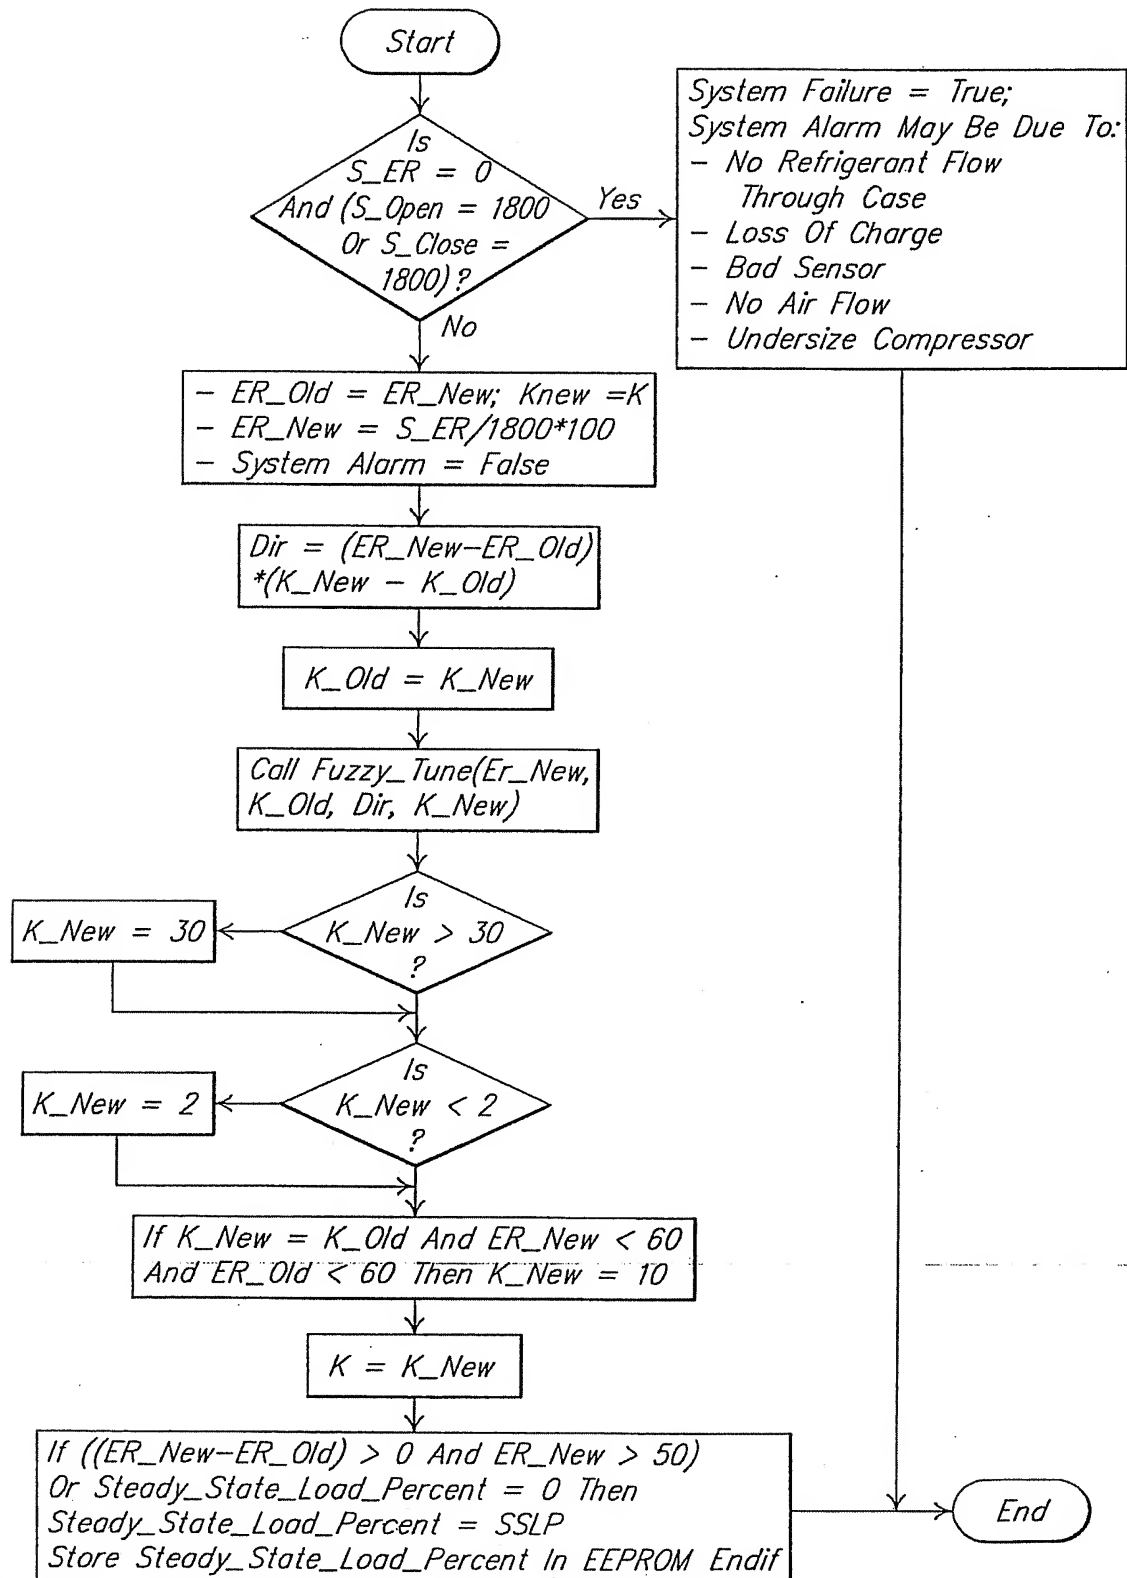 Start
Is
S_ER = 0
And (S_Open = 1800
Or S_Close =
1800)?
Yes
No
System Failure = True;
System Alarm May Be Due To:
- No Refrigerant Flow
Through Case
- Loss Of Charge
- Bad Sensor
- No Air Flow
- Undersize Compressor
- ER_Old = ER_New; Knew =K
- ER_New = S_ER/1800*100
- System Alarm = False
Dir = (ER_New-ER_Old)
*(K_New - K_Old)
K_Old = K_New
Call Fuzzy_Tune(Er_New,
K_Old, Dir, K_New)
Is
K_New > 30
?
K_New = 30
Is
K_New < 2
?
K_New = 2
If K_New = K_Old And ER_New < 60
And ER_Old < 60 Then K_New = 10
K = K_New
If ((ER_New-ER_Old) > 0 And ER_New > 50)
Or Steady_State_Load_Percent = 0 Then
Steady_State_Load_Percent = SSLP
Store Steady_State_Load_Percent In EEPROM Endif
End